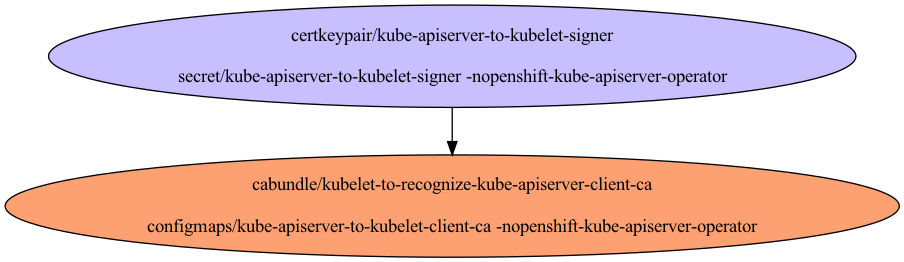 certkeypair/kube-apiserver-to-kubelet-signer
secret/kube-apiserver-to-kubelet-signer -nopenshift-kube-apiserver-operator
cabundle/kubelet-to-recognize-kube-apiserver-client-ca
configmaps/kube-apiserver-to-kubelet-client-ca -nopenshift-kube-apiserver-operator